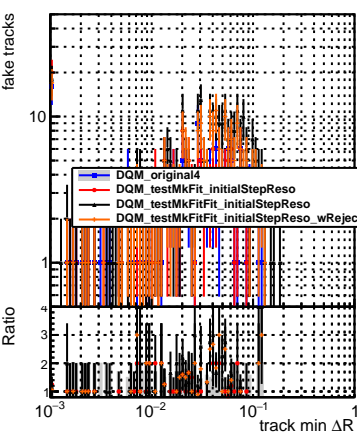 fake tracks
10
DQM_original4
DQM_testMkFit_initialStepReso
DQM_testMkFitFit_initialStepReso
DQM_testMkFitFit_initialStepReso_wRejec
1
Ratio
4
3
2
1
10−3 10−2 10−1 1
track min ΔR